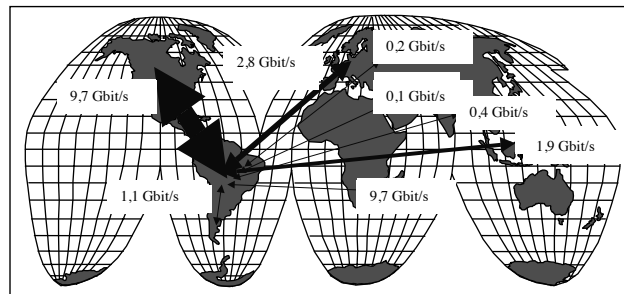 0,2 Gbit/s
2,8 Gbit/s
9,7 Gbit/s
0,1 Gbit/s
0,4 Gbit/s
1,9 Gbit/s
1,1 Gbit/s
9,7 Gbit/s